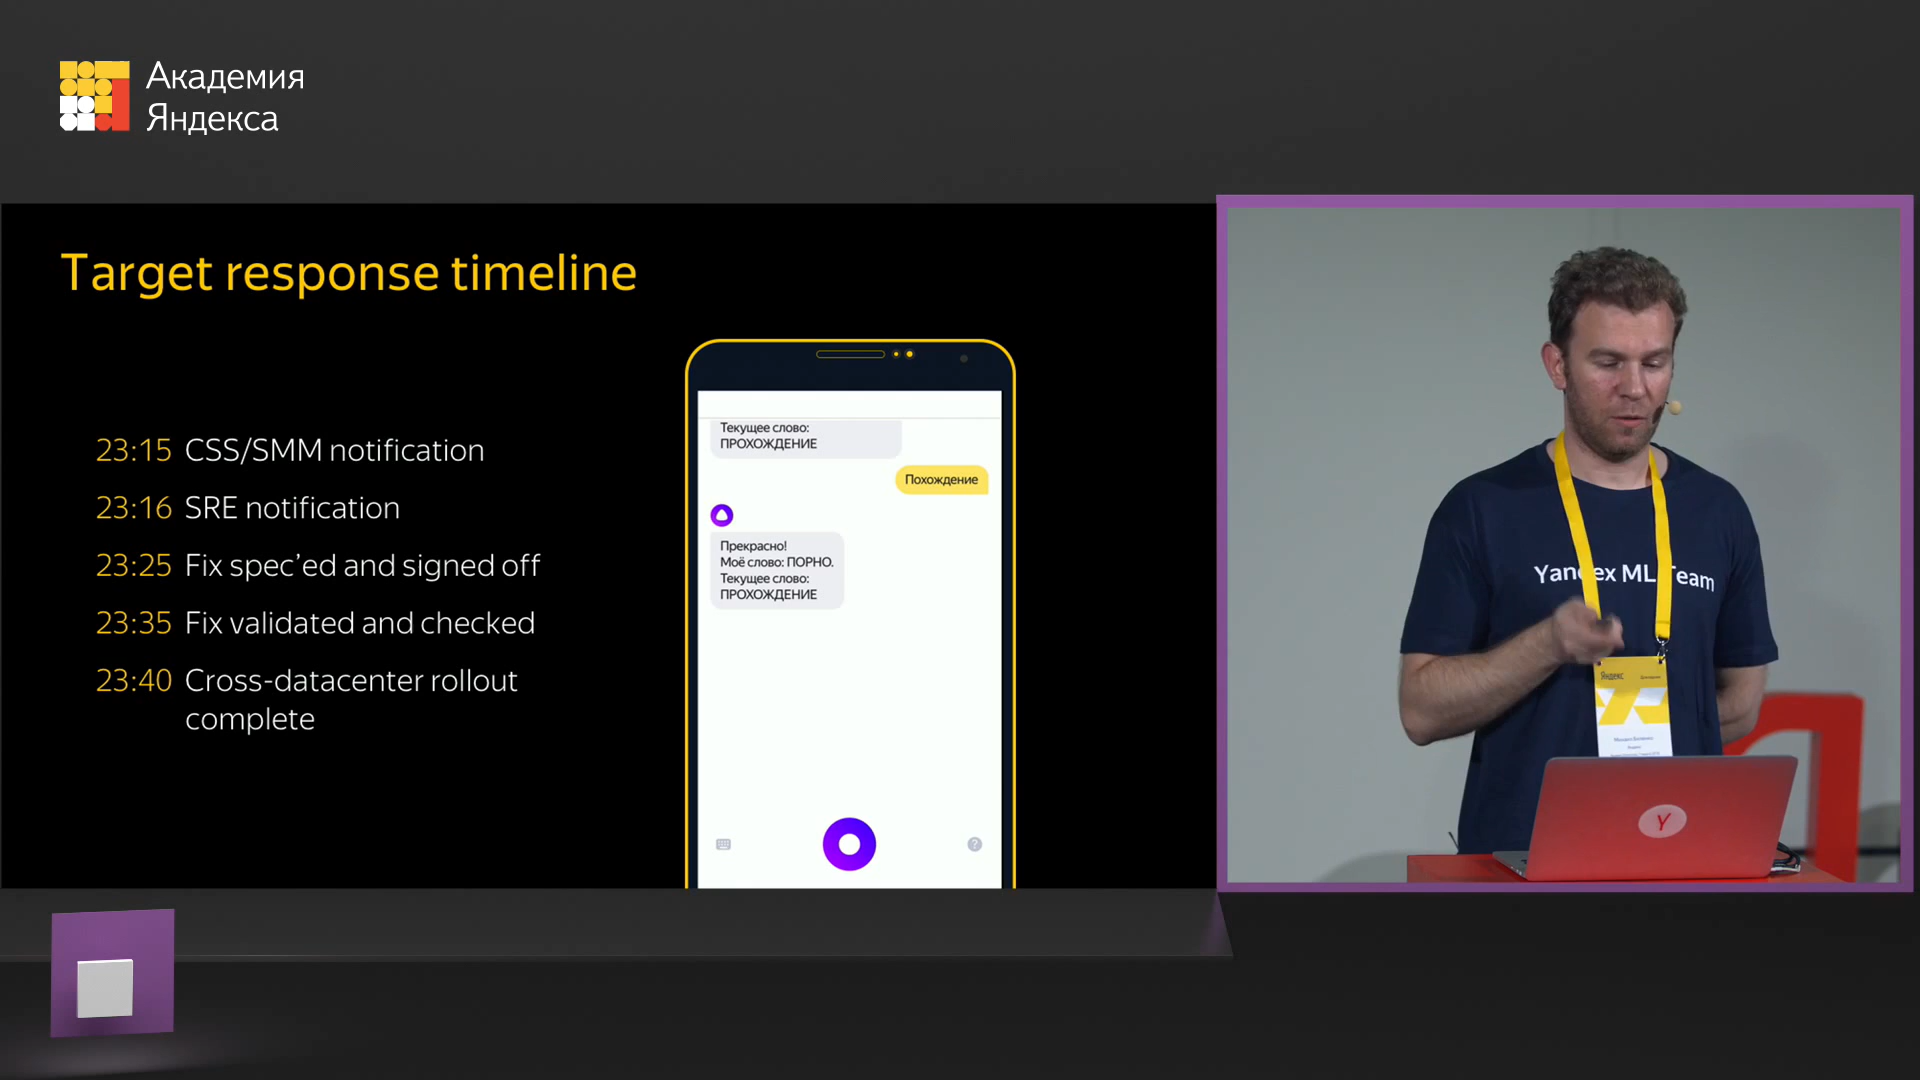 Академия
Яндекса
Target response timeline
23:15 CSS/SMM notification
23:16 SRE notification
23:25 Fix spec’ed and signed off
23:35 Fix validated and checked
23:40 Cross-datacenter rollout
complete
Текущее слово:
ПРОХОЖДЕНИЕ
Похождение
Прекрасно!
Моё слово: ПОРНО.
Текущее слово:
ПРОХОЖДЕНИЕ
?
Yandex ML Team
Яндекс
Y